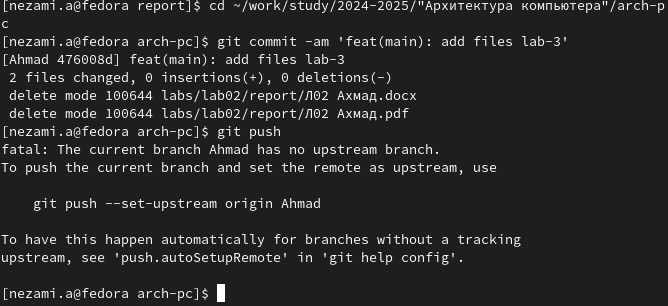 [nezami.a@fedora report]$ cd ~/work/study/2024-2025/"Архитектура компьютера"/arch-p
c
[nezami.a@fedora arch-pc]$ git commit -am 'feat(main): add files lab-3'
[Ahmad 476008d] feat(main): add files lab-3
 2 files changed, 0 insertions(+), 0 deletions(-)
 delete mode 100644 labs/lab02/report/Л02 Ахмад.docx
 delete mode 100644 labs/lab02/report/Л02 Ахмад.pdf
[nezami.a@fedora arch-pc]$ git push
fatal: The current branch Ahmad has no upstream branch.
To push the current branch and set the remote as upstream, use

    git push --set-upstream origin Ahmad

To have this happen automatically for branches without a tracking
upstream, see 'push.autoSetupRemote' in 'git help config'.

[nezami.a@fedora arch-pc]$